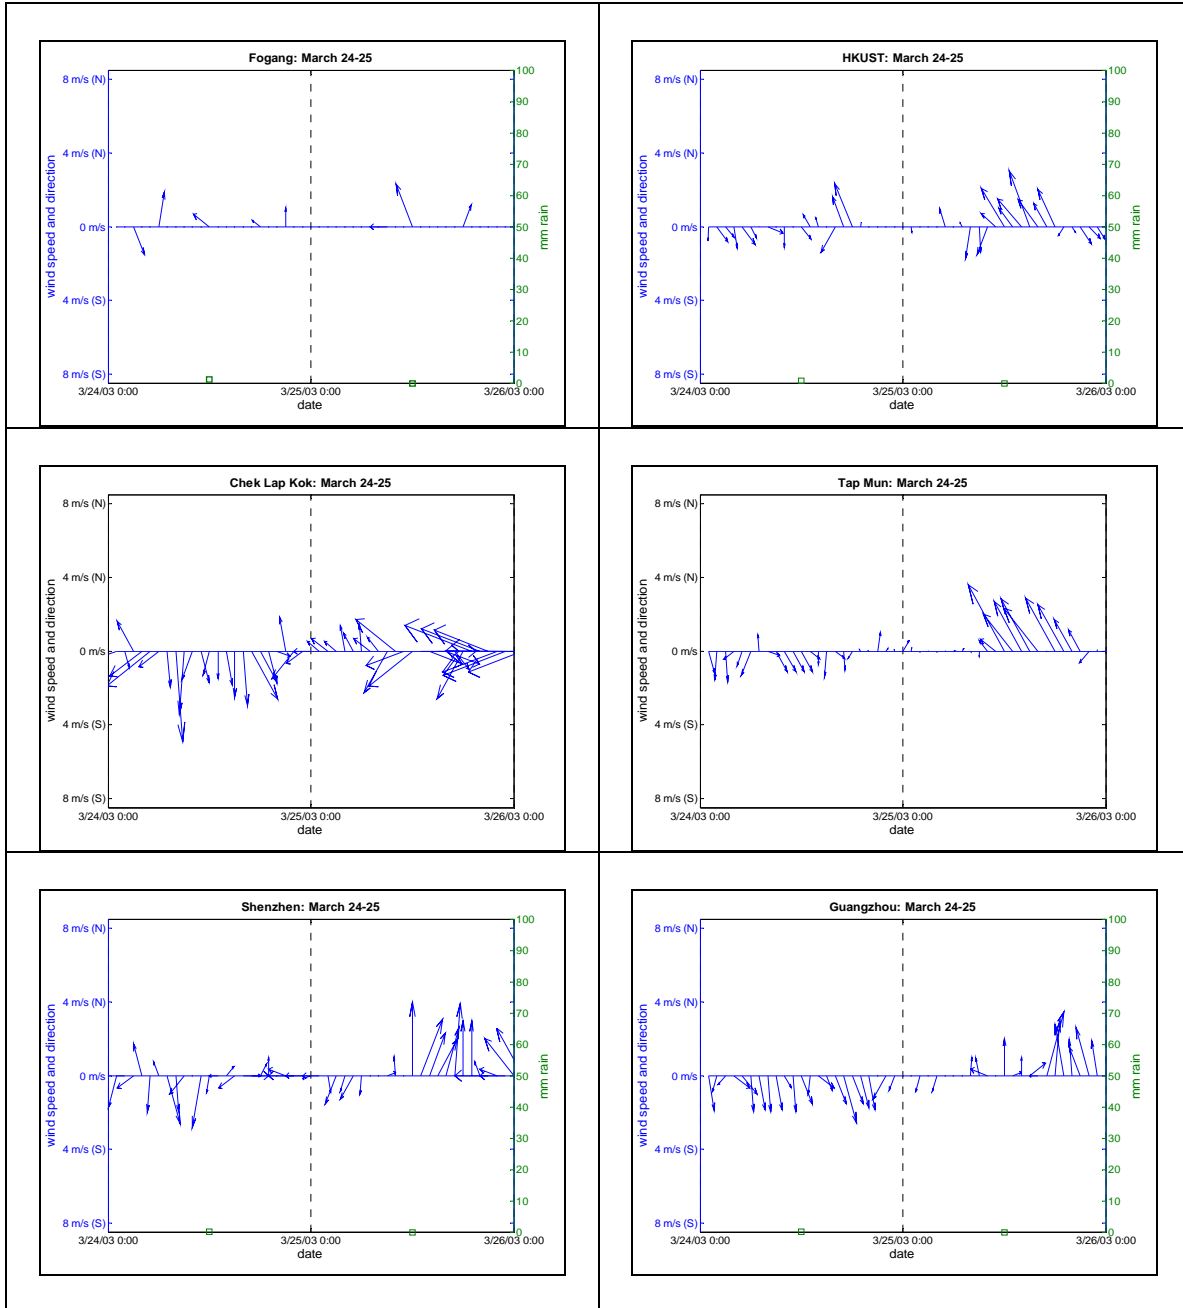 Fogang: March 24-25
8 m/s (N)
4 m/s (N)
0 m/s
4 m/s (S)
8 m/s (S)
wind speed and direction
100
90
80
70
60
50
40
30
20
10
0
mm rain
3/24/03 0:00
3/25/03 0:00
3/26/03 0:00
date
HKUST: March 24-25
8 m/s (N)
4 m/s (N)
0 m/s
4 m/s (S)
8 m/s (S)
wind speed and direction
100
90
80
70
60
50
40
30
20
10
0
mm rain
3/24/03 0:00
3/25/03 0:00
3/26/03 0:00
date
Chek Lap Kok: March 24-25
8 m/s (N)
4 m/s (N)
0 m/s
4 m/s (S)
8 m/s (S)
wind speed and direction
3/24/03 0:00
3/25/03 0:00
3/26/03 0:00
date
Tap Mun: March 24-25
8 m/s (N)
4 m/s (N)
0 m/s
4 m/s (S)
8 m/s (S)
wind speed and direction
3/24/03 0:00
3/25/03 0:00
3/26/03 0:00
date
Shenzhen: March 24-25
8 m/s (N)
4 m/s (N)
0 m/s
4 m/s (S)
8 m/s (S)
wind speed and direction
100
90
80
70
60
50
40
30
20
10
0
mm rain
3/24/03 0:00
3/25/03 0:00
3/26/03 0:00
date
Guangzhou: March 24-25
8 m/s (N)
4 m/s (N)
0 m/s
4 m/s (S)
8 m/s (S)
wind speed and direction
100
90
80
70
60
50
40
30
20
10
0
mm rain
3/24/03 0:00
3/25/03 0:00
3/26/03 0:00
date